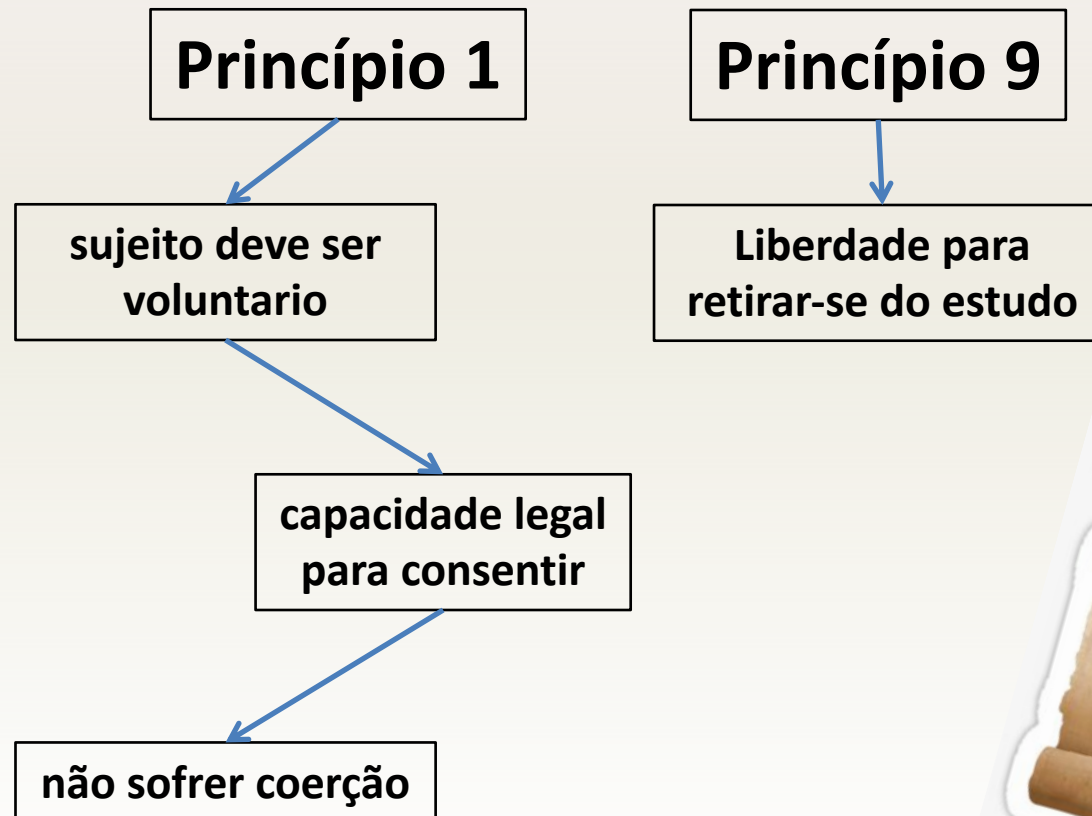 Princípio 1
Princípio 9
sujeito deve ser
voluntario
Liberdade para
retirar-se do estudo
capacidade legal
para consentir
não sofrer coerção